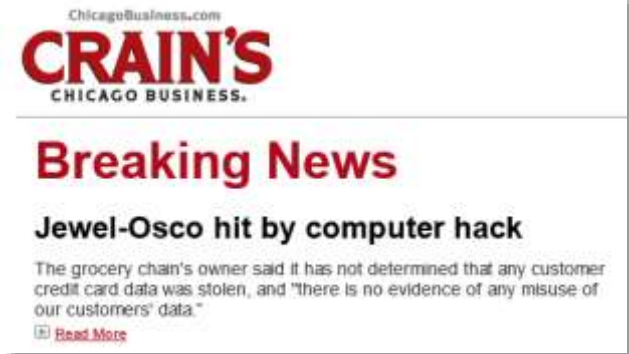 ChicagoBusiness.com
CRAIN'S
CHICAGO BUSINESS.
Breaking News
Jewel-Osco hit by computer hack
The grocery chain's owner said it has not determined that any customer
credit card data was stolen, and "there is no evidence of any misuse of
our customers' data."
Read More